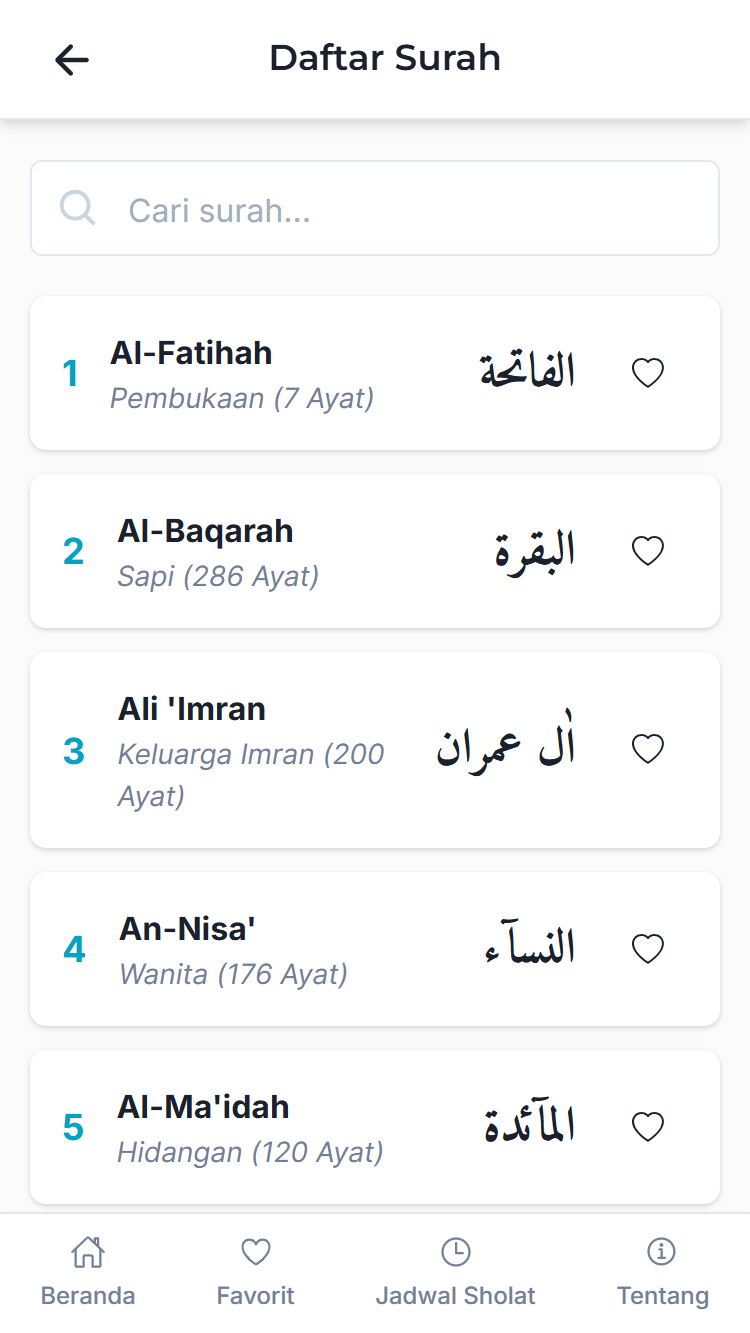 Daftar Surah
Cari surah...
1
Al-Fatihah
Pembukaan (7 Ayat)
الفاتحة
2
Al-Baqarah
Sapi (286 Ayat)
البقرة
3
Ali 'Imran
Keluarga Imran (200
Ayat)
اٰل عمران
4
An-Nisa'
Wanita (176 Ayat)
النسآء
5
Al-Ma'idah
Hidangan (120 Ayat)
المآئدة
Beranda
Favorit
Jadwal Sholat
Tentang